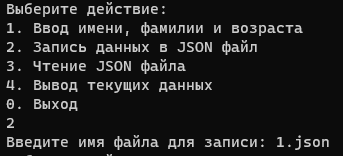 Выберите действие:
1. Ввод имени, фамилии и возраста
2. Запись данных в JSON файл
3. Чтение JSON файла
4. Вывод текущих данных
0. Выход
2
Введите имя файла для записи: 1.json